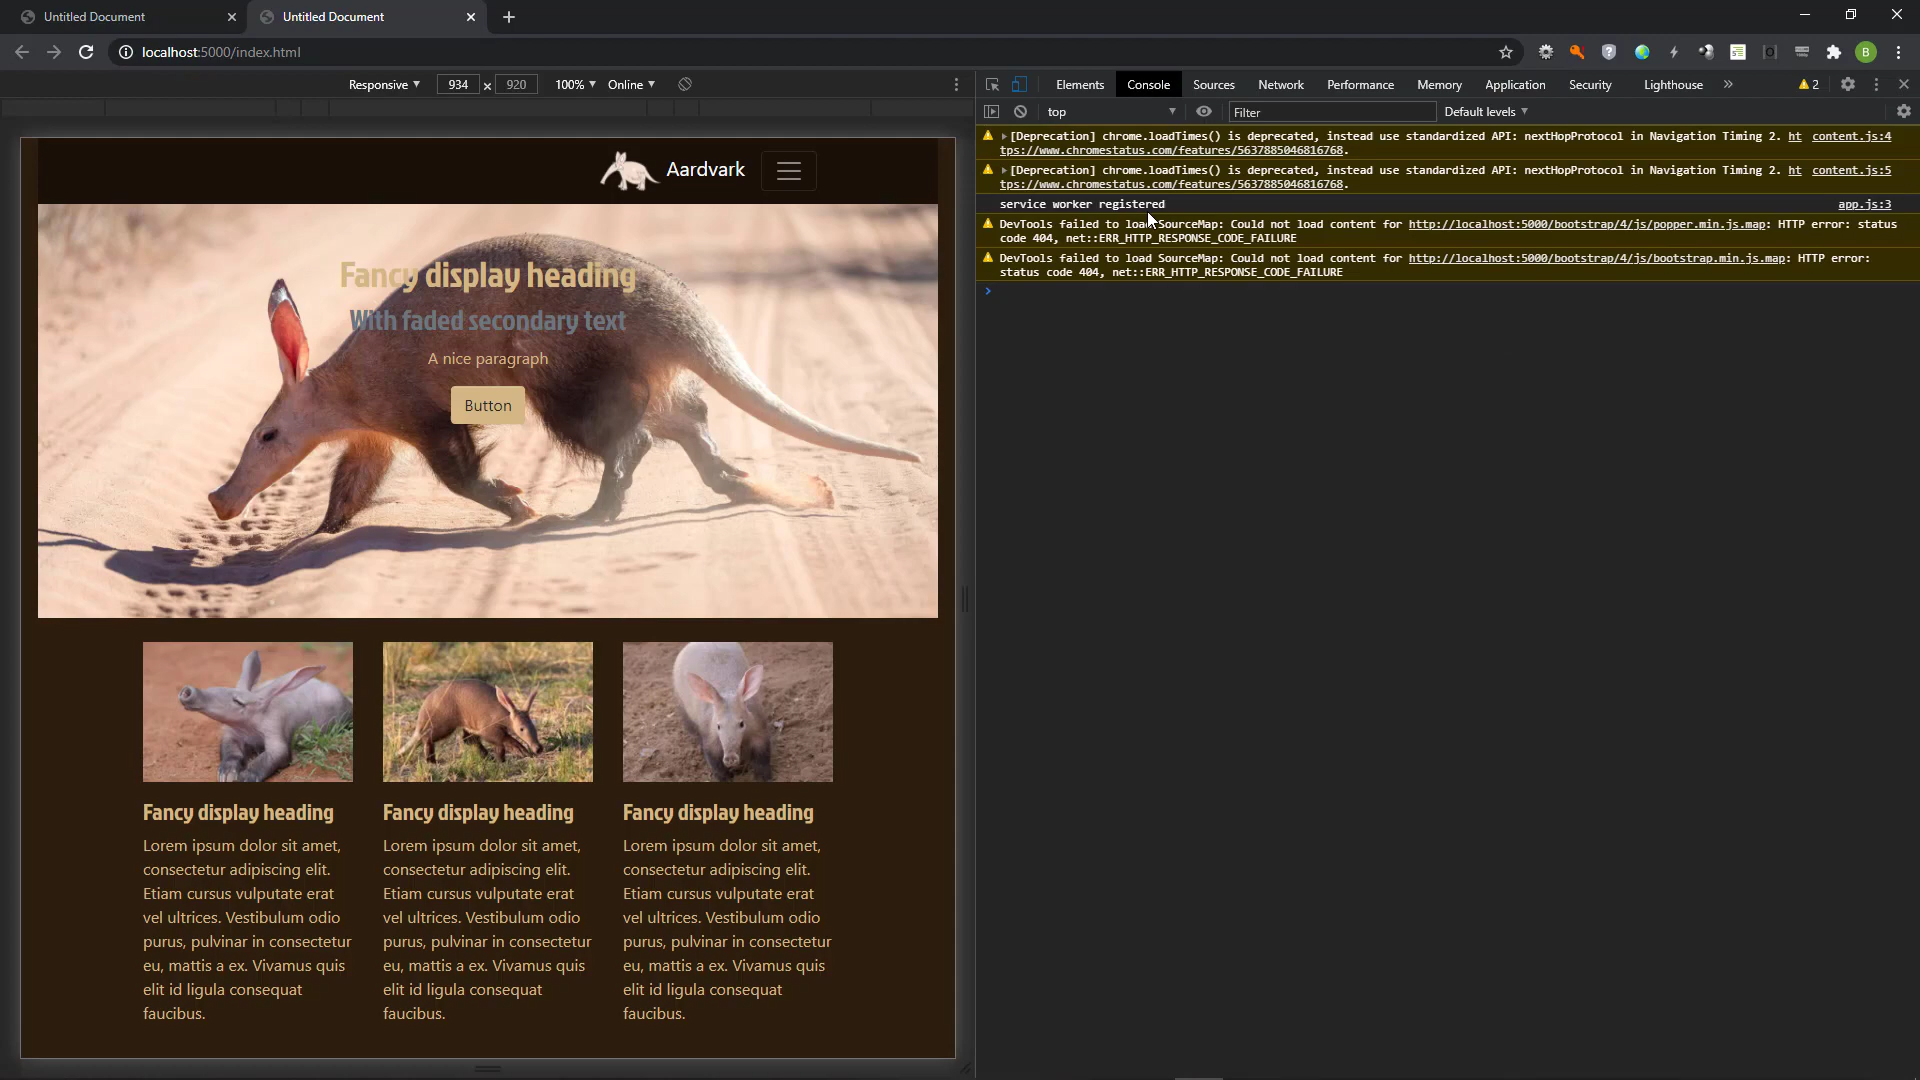 Untitled Document
Untitled Document
localhost:5000/index.html
B
Responsive
934 x 920
100%
Online
Elements
Console
Sources
Network
Performance
Memory
Application
Security
Lighthouse
»
2
top
Filter
Default levels
[Deprecation] chrome.loadTimes() is deprecated, instead use standardized API: nextHopProtocol in Navigation Timing 2. ht content.js:4
tps://www.chromestatus.com/features/5637885046816768.
[Deprecation] chrome.loadTimes() is deprecated, instead use standardized API: nextHopProtocol in Navigation Timing 2. ht content.js:5
tps://www.chromestatus.com/features/5637885046816768.
service worker registered app.js:3
DevTools failed to load SourceMap: Could not load content for http://localhost:5000/bootstrap/4/js/popper.min.js.map: HTTP error: status
code 404, net::ERR_HTTP_RESPONSE_CODE_FAILURE
DevTools failed to load SourceMap: Could not load content for http://localhost:5000/bootstrap/4/js/bootstrap.min.js.map: HTTP error:
status code 404, net::ERR_HTTP_RESPONSE_CODE_FAILURE
Aardvark
Fancy display heading
With faded secondary text
A nice paragraph
Button
Fancy display heading
Lorem ipsum dolor sit amet,
consectetur adipiscing elit.
Etiam cursus vulputate erat
vel ultrices. Vestibulum odio
purus, pulvinar in consectetur
eu, mattis a ex. Vivamus quis
elit id ligula consequat
faucibus.
Fancy display heading
Lorem ipsum dolor sit amet,
consectetur adipiscing elit.
Etiam cursus vulputate erat
vel ultrices. Vestibulum odio
purus, pulvinar in consectetur
eu, mattis a ex. Vivamus quis
elit id ligula consequat
faucibus.
Fancy display heading
Lorem ipsum dolor sit amet,
consectetur adipiscing elit.
Etiam cursus vulputate erat
vel ultrices. Vestibulum odio
purus, pulvinar in consectetur
eu, mattis a ex. Vivamus quis
elit id ligula consequat
faucibus.